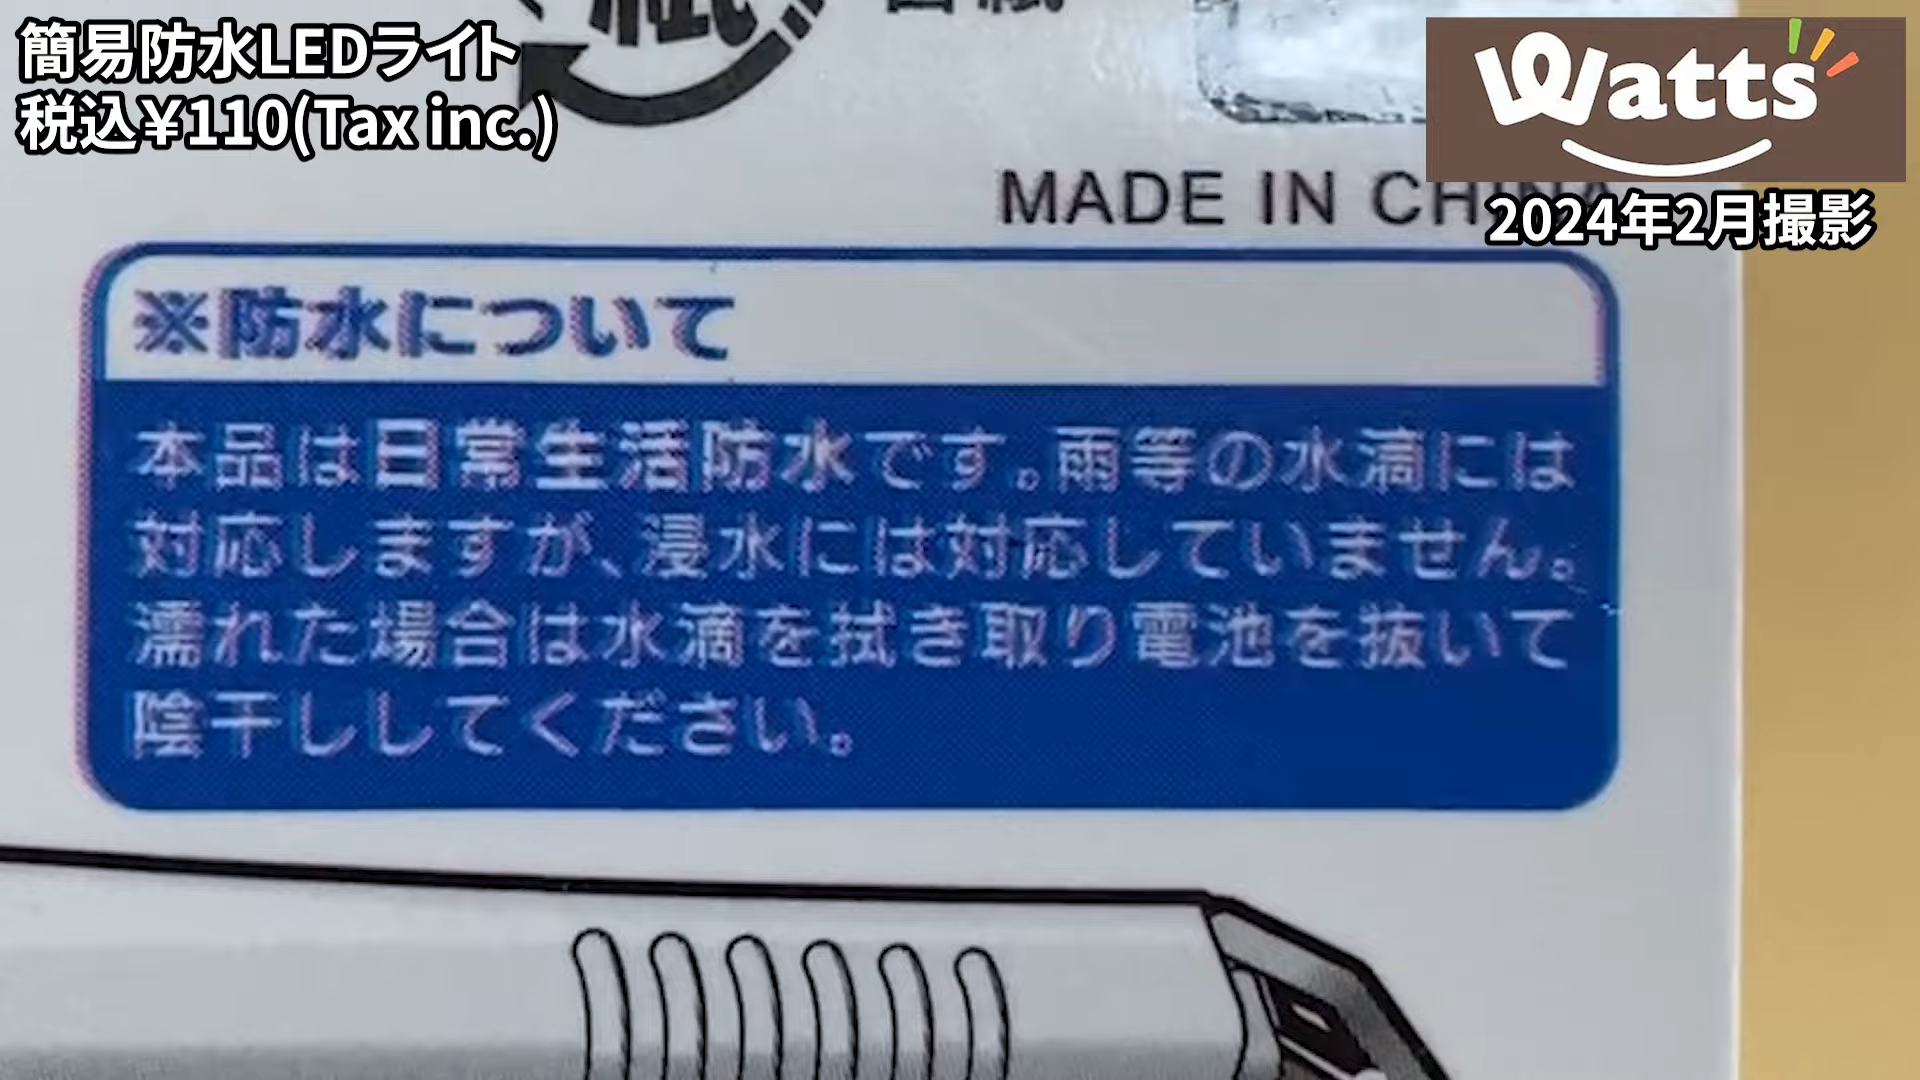 簡易防水LEDライト
税込￥110(Tax inc.)
Watts
2024年2月撮影
MADE IN CHINA
※防水について
本品は日常生活防水です。雨等の水滴には
対応しますが、浸水には対応していません。
濡れた場合は水滴を拭き取り電池を抜いて
陰干ししてください。